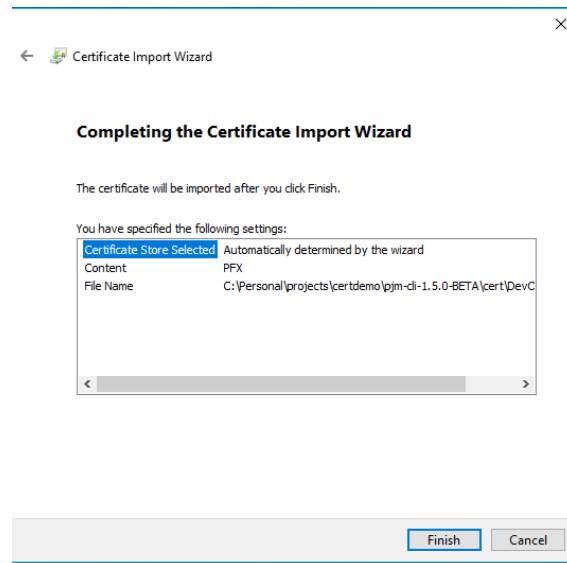 Certificate Import Wizard
Completing the Certificate Import Wizard
The certificate will be imported after you click Finish.
You have specified the following settings:
Certificate Store Selected Automatically determined by the wizard
Content PFX
File Name C:\Personal\projects\certdemo\pjm-cli-1.5.0-BETA\cert\DevC
Finish Cancel